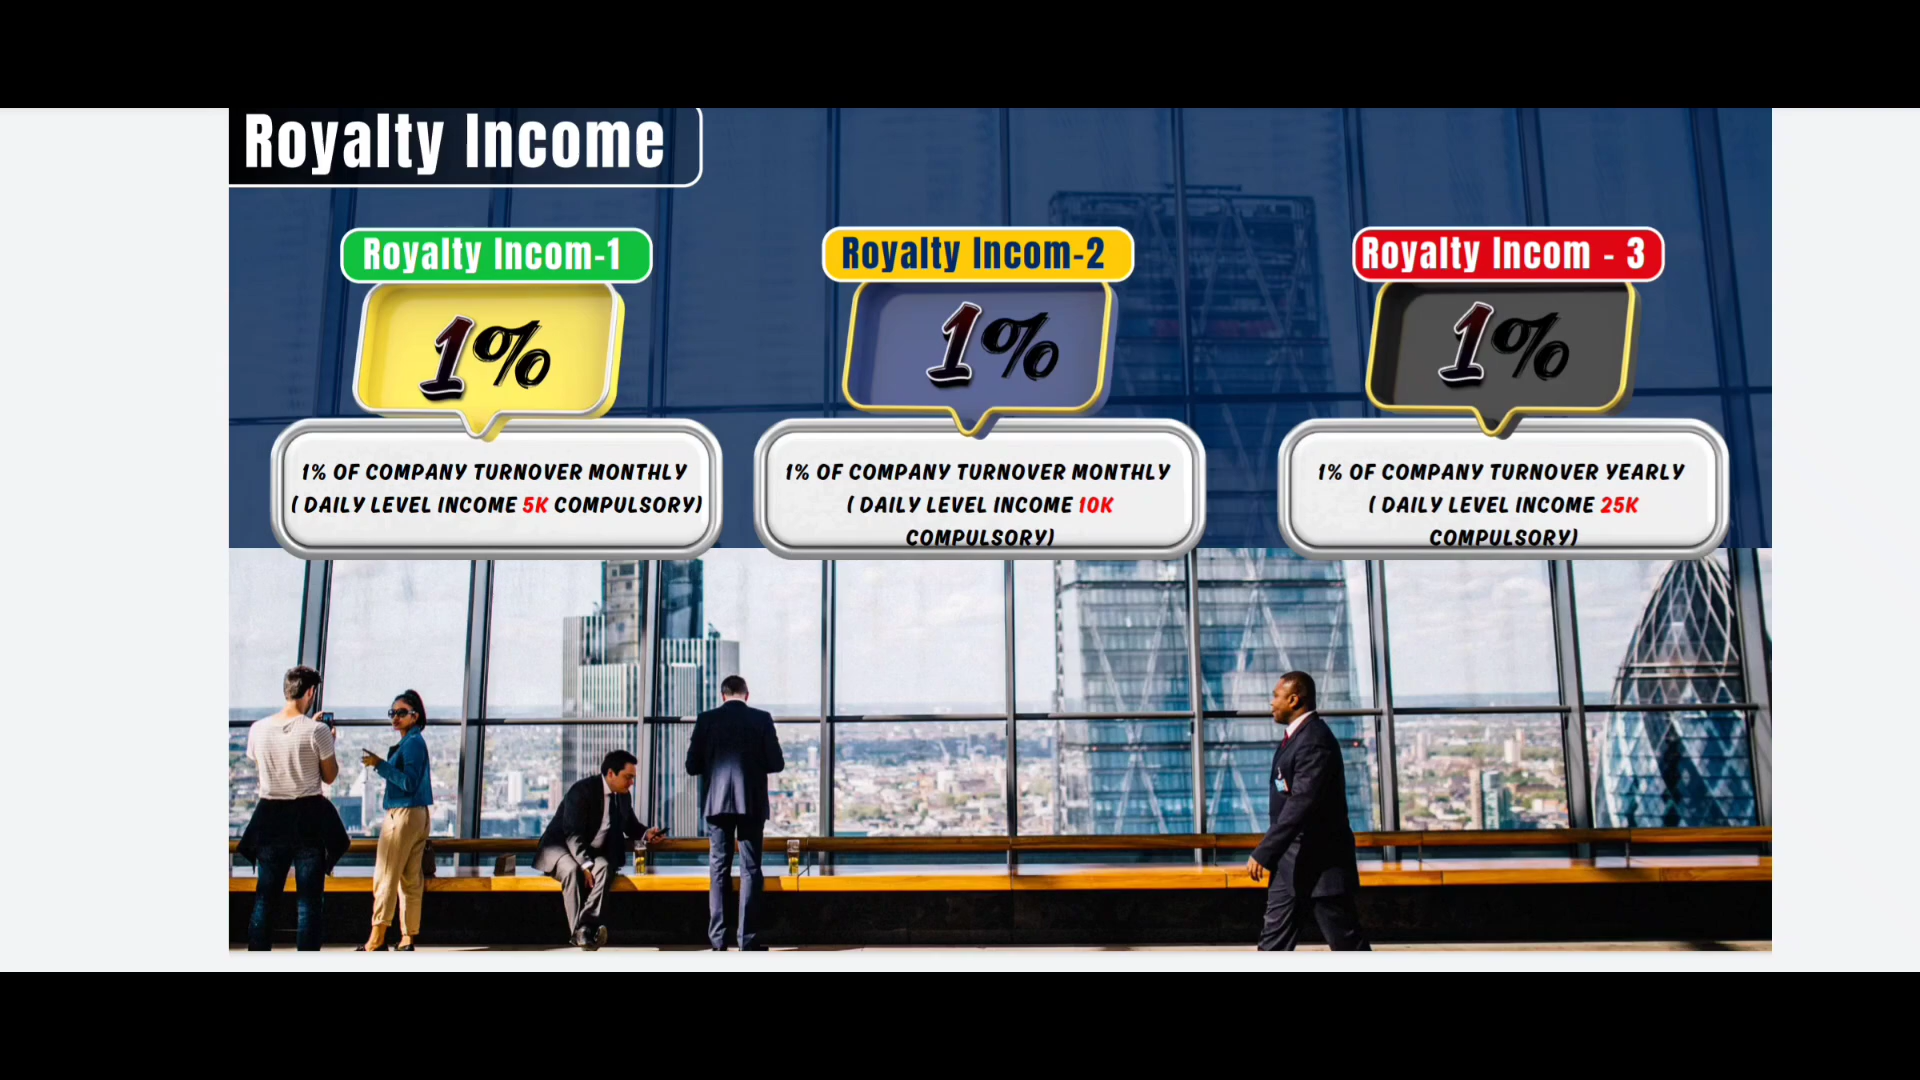 Royalty Income
Royalty Incom-1
1%
1% OF COMPANY TURNOVER MONTHLY
( DAILY LEVEL INCOME 5K COMPULSORY)
Royalty Incom-2
1%
1% OF COMPANY TURNOVER MONTHLY
( DAILY LEVEL INCOME 10K
COMPULSORY)
Royalty Incom - 3
1%
1% OF COMPANY TURNOVER YEARLY
( DAILY LEVEL INCOME 25K
COMPULSORY)